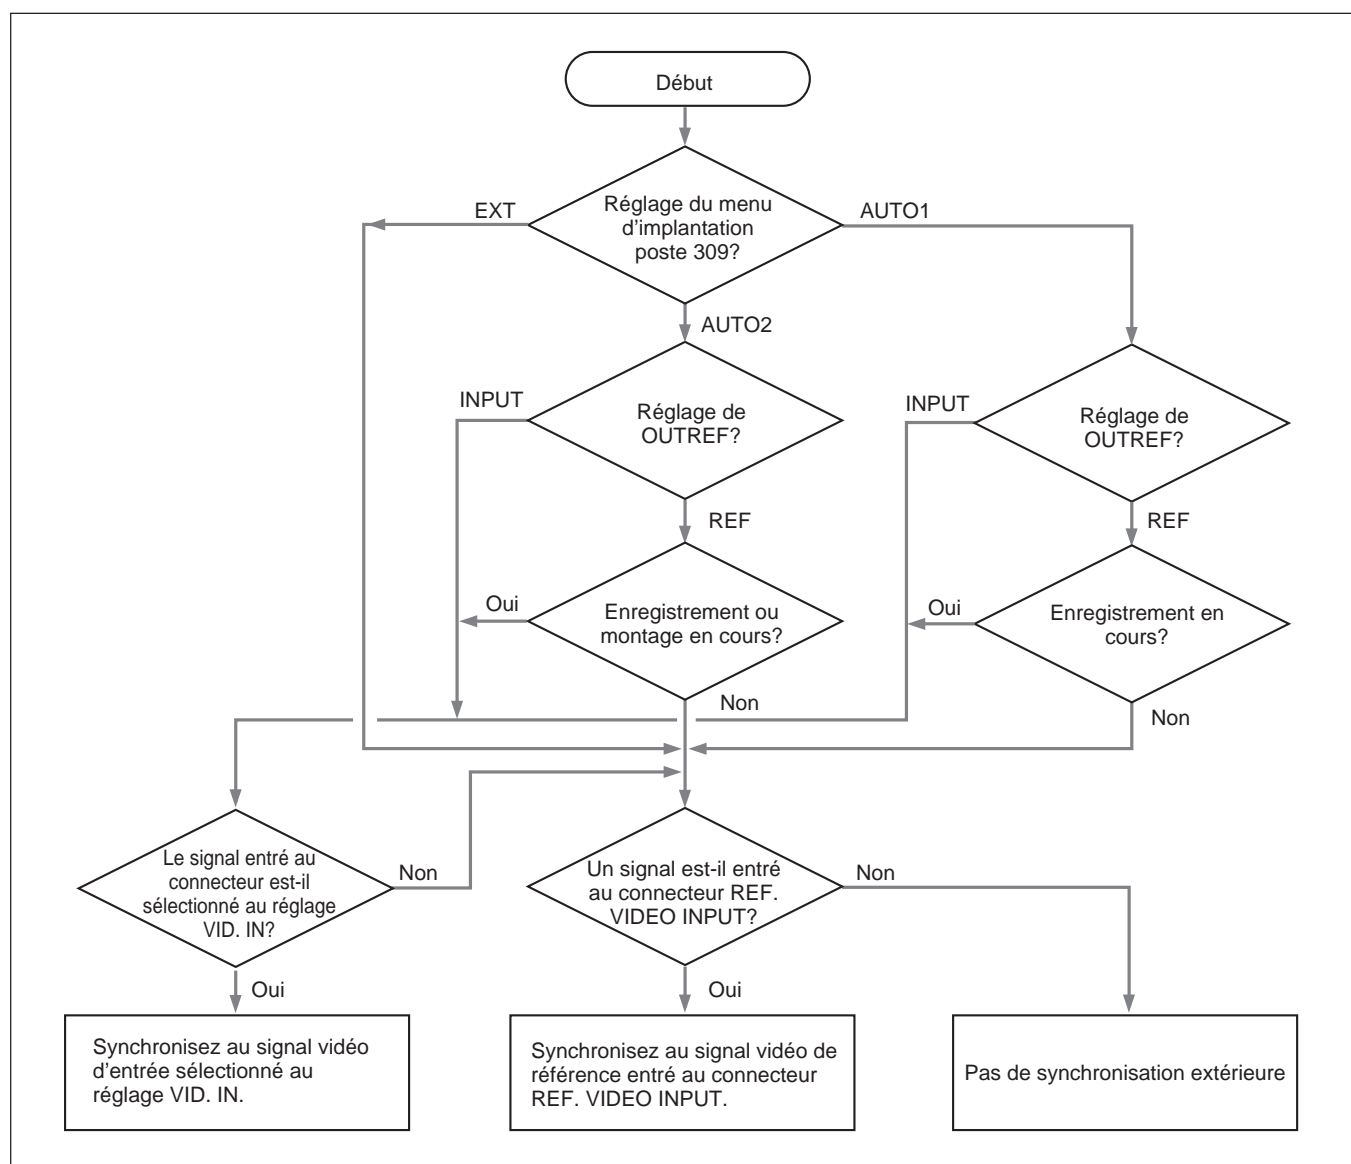 Début
Réglage du menu
d'implantation
poste 309?
EXT
AUTO1
AUTO2
INPUT
Réglage de
OUTREF?
INPUT
Réglage de
OUTREF?
REF
REF
Oui
Enregistrement ou
montage en cours?
Oui
Enregistrement en
cours?
Non
Non
Le signal entré au
connecteur est-il
sélectionné au réglage
VID. IN?
Non
Un signal est-il entré
au connecteur REF.
VIDEO INPUT?
Non
Oui
Oui
Synchronisez au signal vidéo
d'entrée sélectionné au
réglage VID. IN.
Synchronisez au signal vidéo de
référence entré au connecteur
REF. VIDEO INPUT.
Pas de synchronisation extérieure